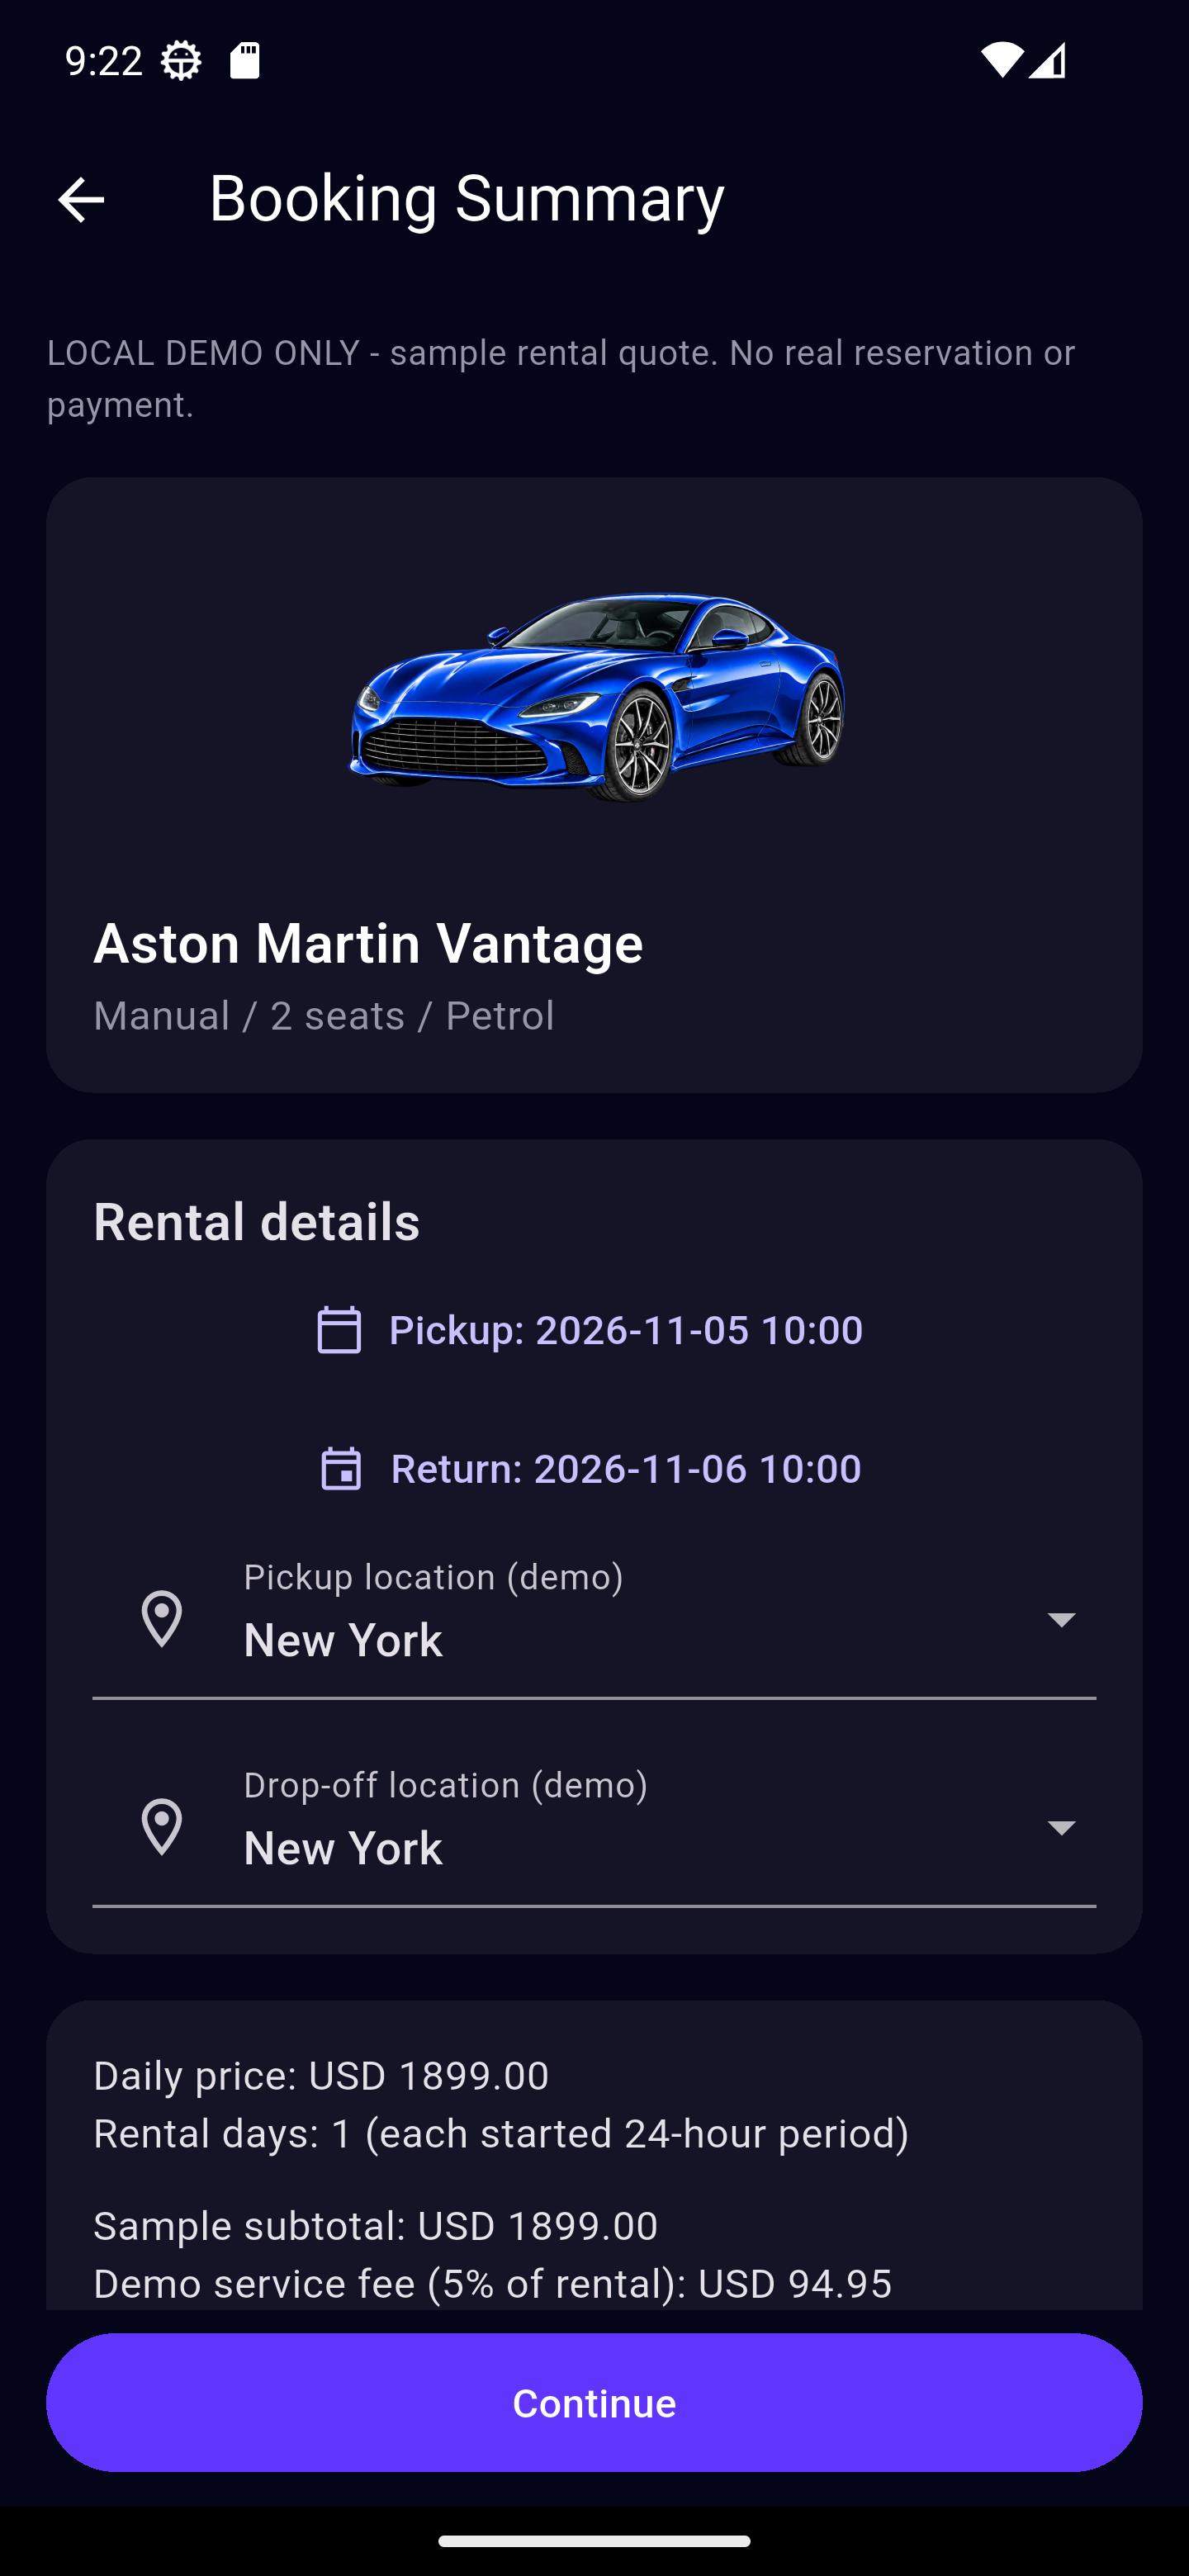 9:22
Booking Summary
LOCAL DEMO ONLY - sample rental quote. No real reservation or
payment.
Aston Martin Vantage
Manual / 2 seats / Petrol
Rental details
Pickup: 2026-11-05 10:00
Return: 2026-11-06 10:00
Pickup location (demo)
New York
Drop-off location (demo)
New York
Daily price: USD 1899.00
Rental days: 1 (each started 24-hour period)
Sample subtotal: USD 1899.00
Demo service fee (5% of rental): USD 94.95
Continue